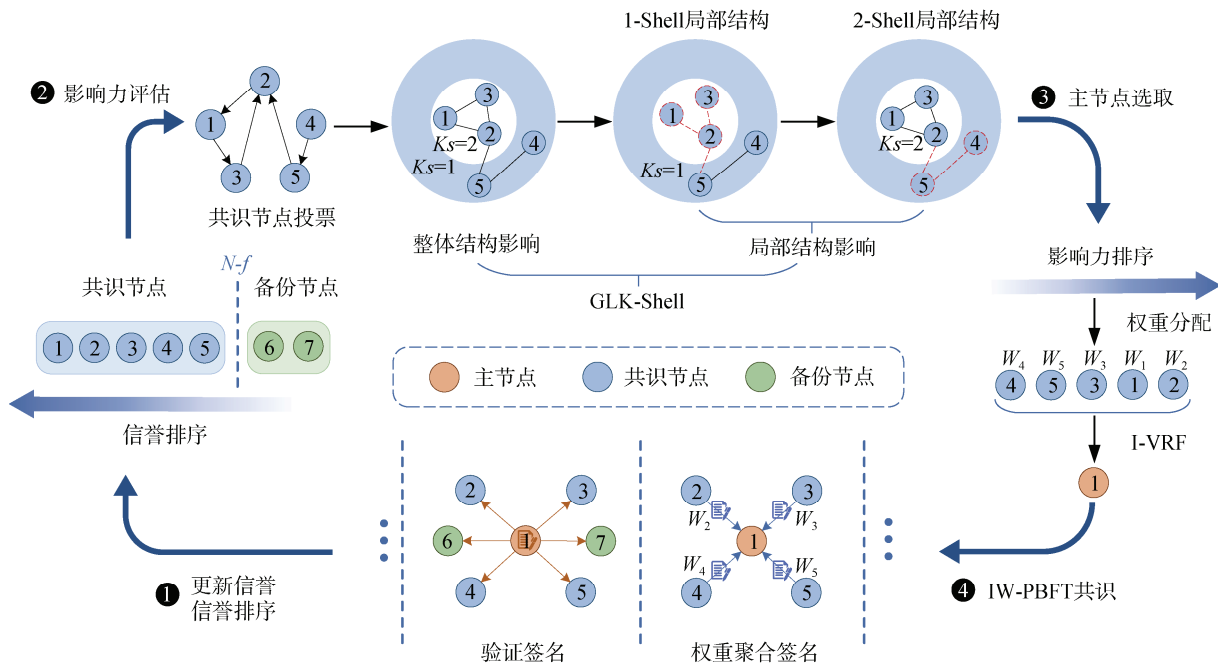 1-Shell局部结构
2-Shell局部结构
❷ 影响力评估
2
1
4
3
5
共识节点投票
3
1
2
Ks=2
4
Ks=1
5
整体结构影响
3
1
2
4
Ks=1
5
3
1
2
Ks=2
4
5
局部结构影响
GLK-Shell
❸ 主节点选取
影响力排序
权重分配
W4 W5 W3 W1 W2
4 5 3 1 2
I-VRF
1
N-f
共识节点 备份节点
1 2 3 4 5 6 7
信誉排序
主节点 共识节点 备份节点
❶ 更新信誉
信誉排序
2 3
6 1 7
4 5
验证签名
2 3
W2 W3
1
W4 W5
4 5
权重聚合签名
❹ IW-PBFT共识